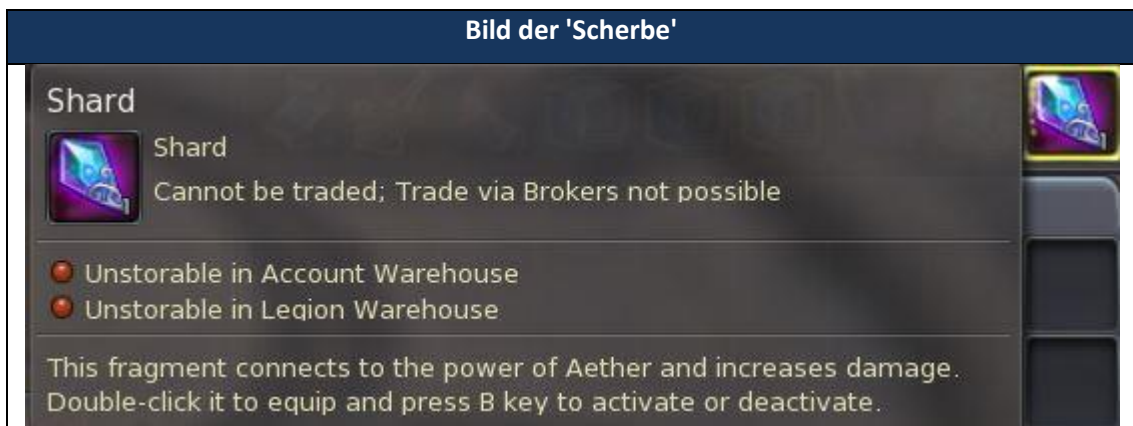 Bild der 'Scherbe'
Shard
Shard
Cannot be traded; Trade via Brokers not possible
Unstorable in Account Warehouse
Unstorable in Legion Warehouse
This fragment connects to the power of Aether and increases damage.
Double-click it to equip and press B key to activate or deactivate.